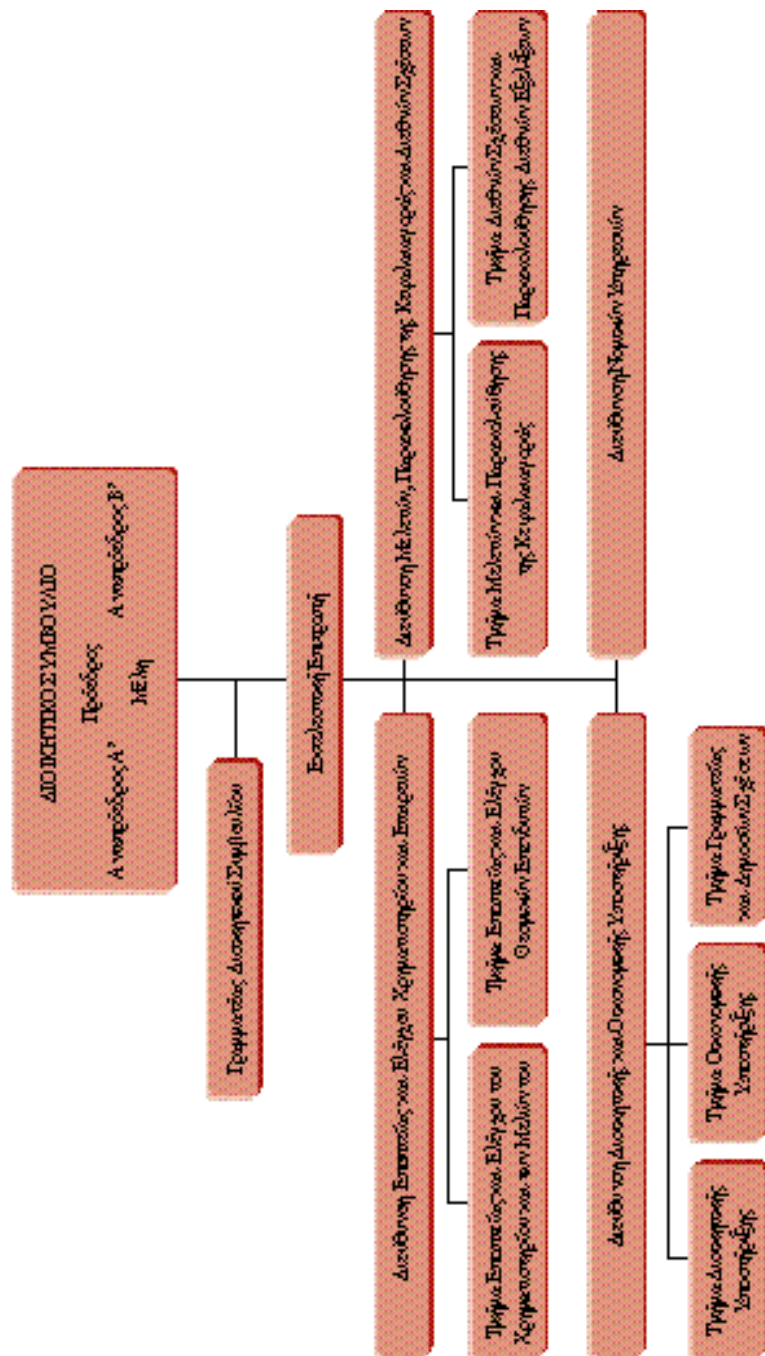 ΔΙΟΙΚΗΤΙΚΟ ΣΥΜΒΟΥΛΙΟ
Πρόεδρος
Αντιπρόεδρος Α' Αντιπρόεδρος Β'
Μέλη
Γραμματέας Διοικητικού Συμβουλίου
Εκτελεστική Επιτροπή
Διεύθυνση Εποπτείας και Ελέγχου Χρηματιστηρίου και Εταιρειών
Διεύθυνση Μελετών, Παρακολούθησης της Κεφαλαιαγοράς και Διεθνών Σχέσεων
Τμήμα Εποπτείας και Ελέγχου του
Χρηματιστηρίου και των Μελών του
Τμήμα Εποπτείας και Ελέγχου
Θεσμικών Επενδυτών
Τμήμα Μελετών και Παρακολούθησης
της Κεφαλαιαγοράς
Τμήμα Διεθνών Σχέσεων και
Παρακολούθησης Διεθνών Εξελίξεων
Διεύθυνση Διοικητικής και Οικονομικής Υποστήριξης
Διεύθυνση Νομικών Υπηρεσιών
Τμήμα Διοικητικής
Υποστήριξης
Τμήμα Οικονομικής
Υποστήριξης
Τμήμα Γραμματείας
και Δημοσίων Σχέσεων